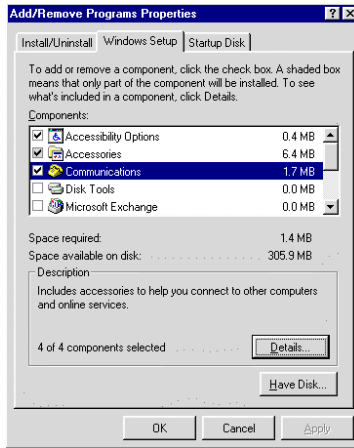 Add/Remove Programs Properties
Install/Uninstall Windows Setup Startup Disk
To add or remove a component, click the check box. A shaded box
means that only part of the component will be installed. To see
what's included in a component, click Details.
Components:
Accessibility Options 0.4 MB
Accessories 6.4 MB
Communications 1.7 MB
Disk Tools 0.0 MB
Microsoft Exchange 0.0 MB
Space required: 1.4 MB
Space available on disk: 305.9 MB
Description
Includes accessories to help you connect to other computers
and online services.
4 of 4 components selected Details...
Have Disk...
OK Cancel Apply